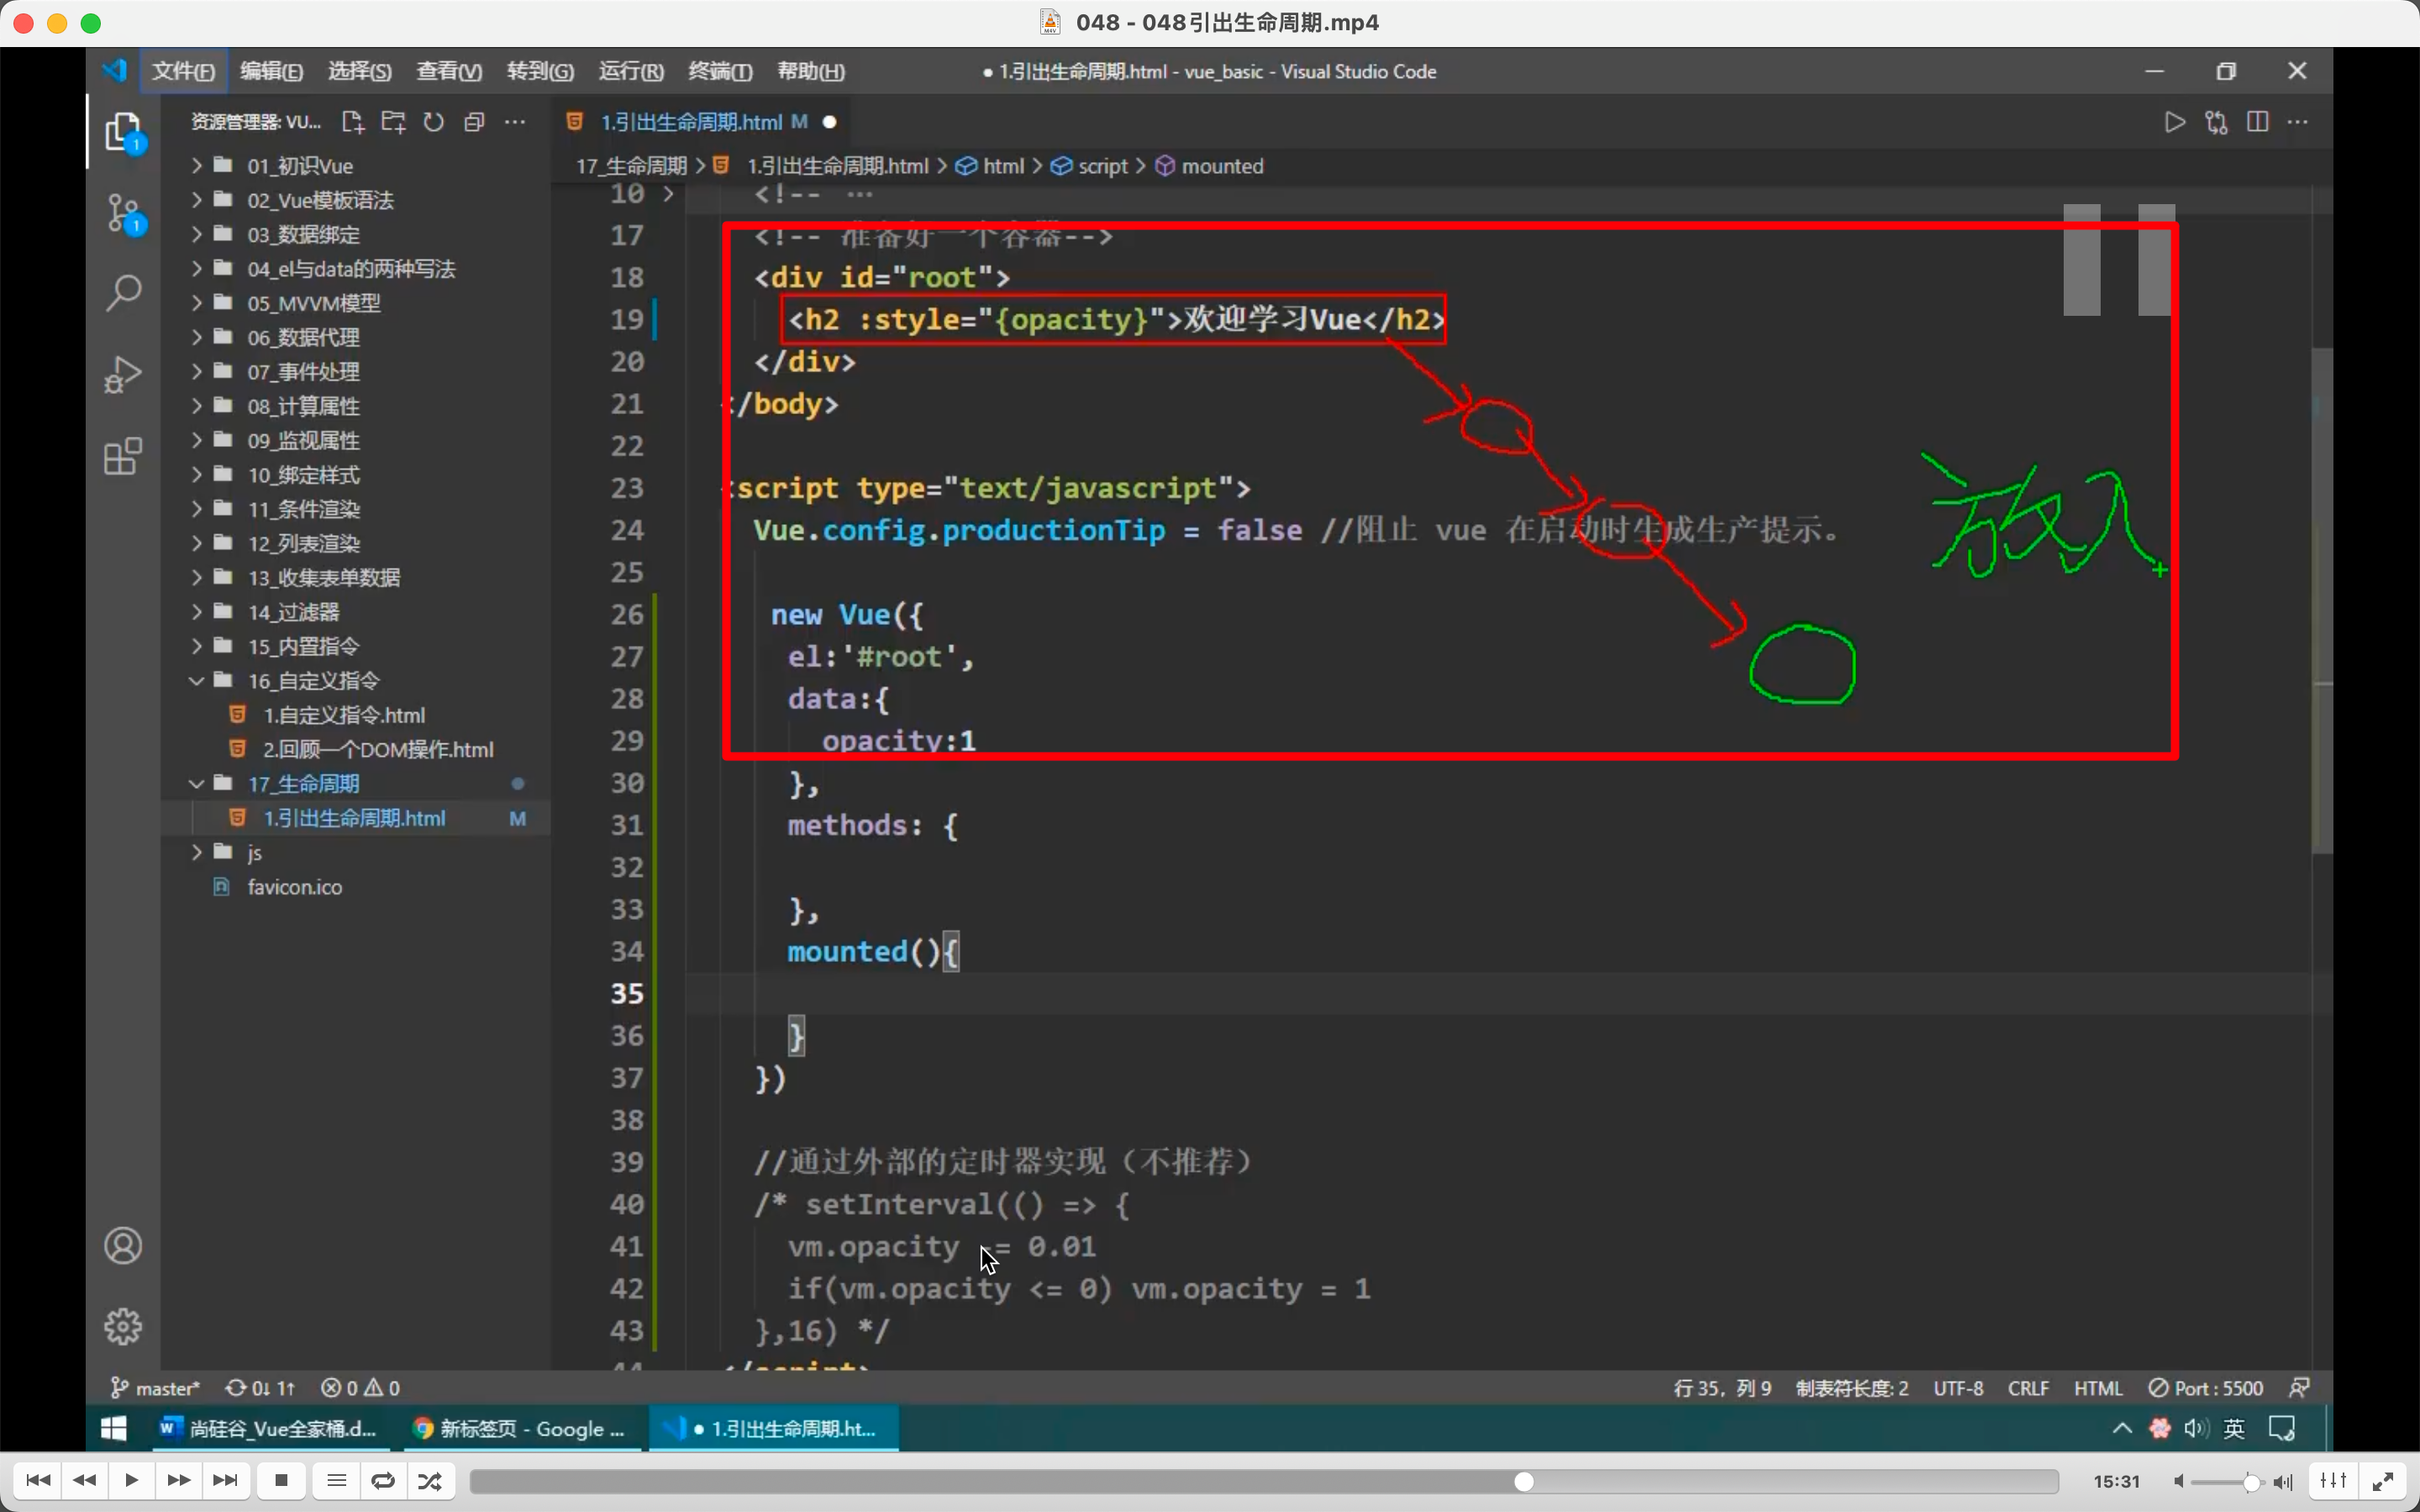 048 - 048引出生命周期.mp4
文件(F) 编辑(E) 选择(S) 查看(V) 转到(G) 运行(R) 终端(T) 帮助(H)
● 1.引出生命周期.html - vue_basic - Visual Studio Code
资源管理器: VU...
1
1
01_初识Vue
02_Vue模板语法
03_数据绑定
04_el与data的两种写法
05_MVVM模型
06_数据代理
07_事件处理
08_计算属性
09_监视属性
10_绑定样式
11_条件渲染
12_列表渲染
13_收集表单数据
14_过滤器
15_内置指令
16_自定义指令
1.自定义指令.html
2.回顾一个DOM操作.html
17_生命周期
1.引出生命周期.html M
js
favicon.ico
1.引出生命周期.html M ●
17_生命周期 > 1.引出生命周期.html > html > script > mounted
10 <!-- ...
17 <!-- 准备好一个容器-->
18 <div id="root">
19 <h2 :style="{opacity}">欢迎学习Vue</h2>
20 </div>
21 </body>
22
23 <script type="text/javascript">
24 Vue.config.productionTip = false //阻止 vue 在启动时生成生产提示。
25
26 new Vue({
27 el:'#root',
28 data:{
29 opacity:1
30 },
31 methods: {
32
33 },
34 mounted(){
35
36 }
37 })
38
39 //通过外部的定时器实现（不推荐）
40 /* setInterval(() => {
41 vm.opacity -= 0.01
42 if(vm.opacity <= 0) vm.opacity = 1
43 },16) */
44 </script>
放入
master* 0↓ 1↑ 0 0
行 35，列 9 制表符长度: 2 UTF-8 CRLF HTML Port : 5500
尚硅谷_Vue全家桶.d... 新标签页 - Google ... ● 1.引出生命周期.ht... 英
15:31